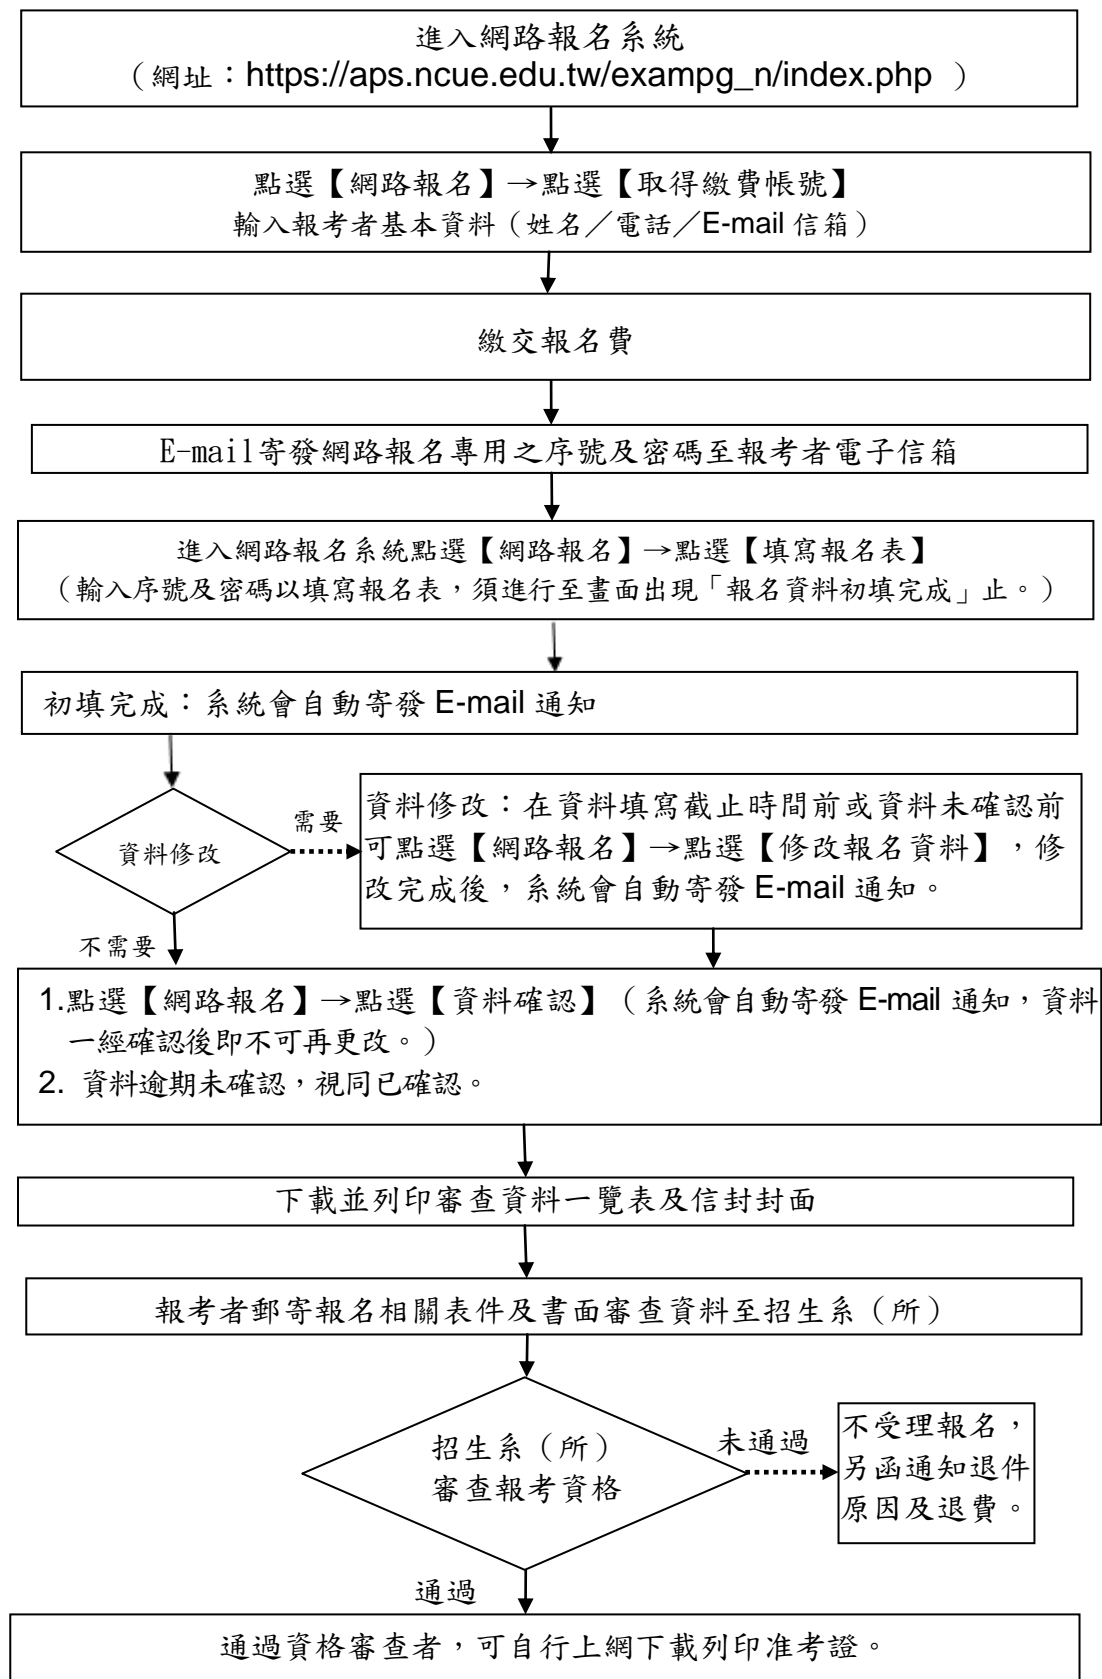 進入網路報名系統
（網址：https://aps.ncue.edu.tw/exampg_n/index.php ）
點選【網路報名】→點選【取得繳費帳號】
輸入報考者基本資料（姓名／電話／E-mail 信箱）
繳交報名費
E-mail寄發網路報名專用之序號及密碼至報考者電子信箱
進入網路報名系統點選【網路報名】→點選【填寫報名表】
（輸入序號及密碼以填寫報名表，須進行至畫面出現「報名資料初填完成」止。）
初填完成：系統會自動寄發 E-mail 通知
資料修改
需要
資料修改：在資料填寫截止時間前或資料未確認前
可點選【網路報名】→點選【修改報名資料】，修
改完成後，系統會自動寄發 E-mail 通知。
不需要
1.點選【網路報名】→點選【資料確認】（系統會自動寄發 E-mail 通知，資料
一經確認後即不可再更改。）
2. 資料逾期未確認，視同已確認。
下載並列印審查資料一覽表及信封封面
報考者郵寄報名相關表件及書面審查資料至招生系（所）
招生系（所）
審查報考資格
未通過
不受理報名，
另函通知退件
原因及退費。
通過
通過資格審查者，可自行上網下載列印准考證。